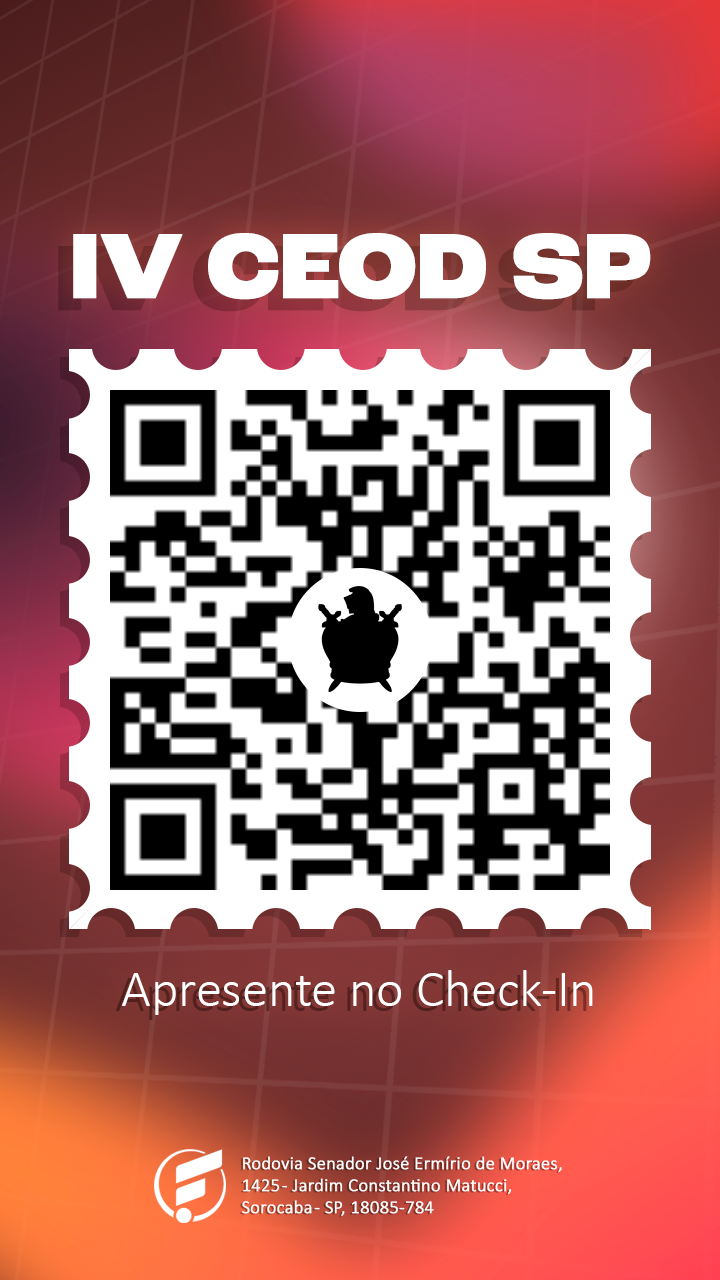 IV CEOD SP
Apresente no Check-In
Rodovia Senador José Ermírio de Moraes,
1425- Jardim Constantino Matucci,
Sorocaba- SP, 18085-784